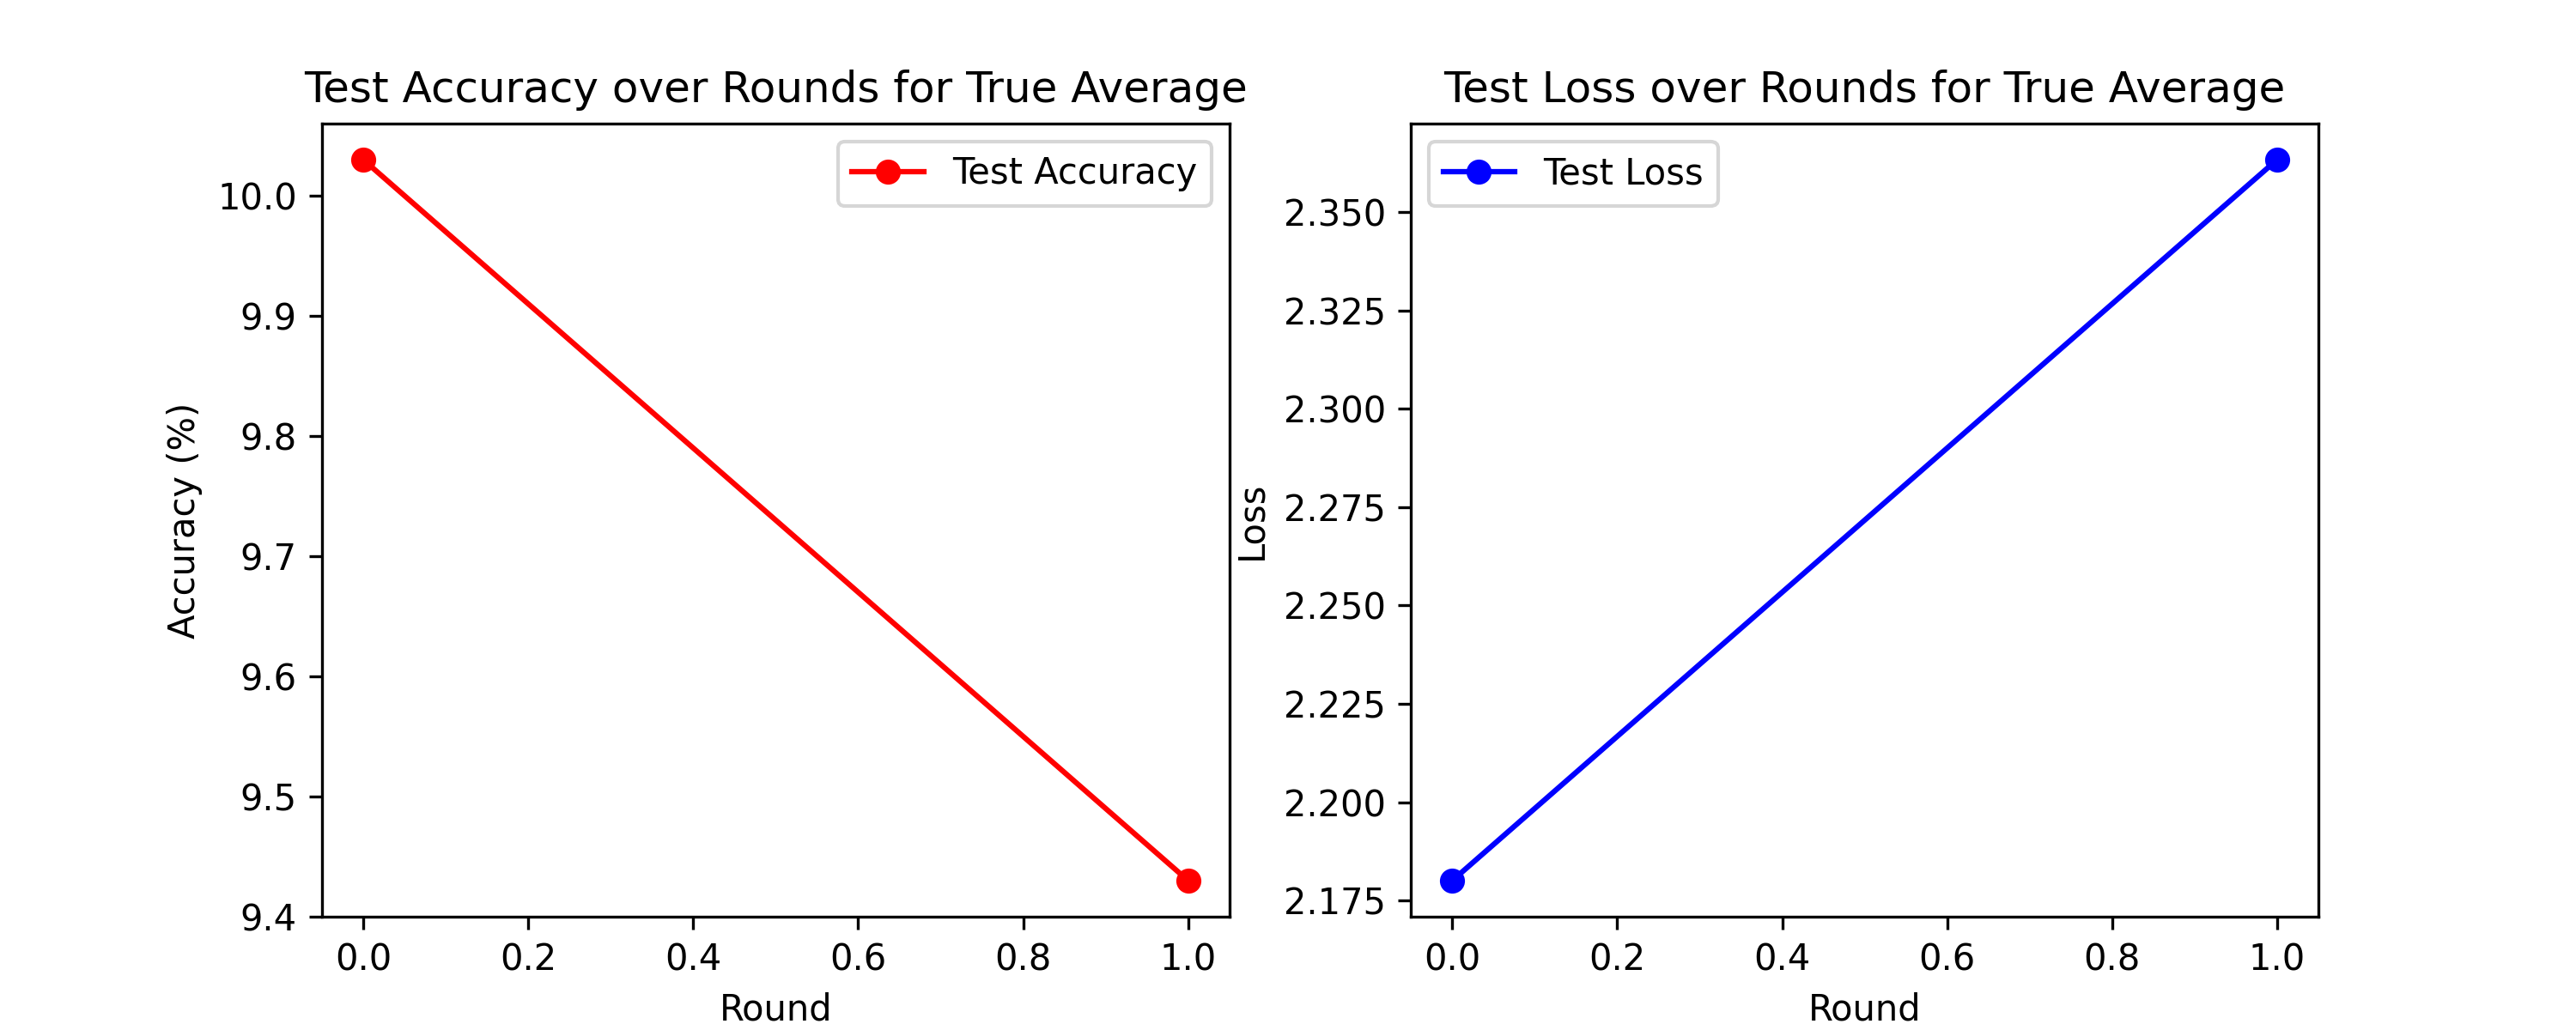 Test Accuracy over Rounds for True Average
Test Accuracy
Accuracy (%)
10.0
9.9
9.8
9.7
9.6
9.5
9.4
0.0 0.2 0.4 0.6 0.8 1.0
Round
Test Loss over Rounds for True Average
Test Loss
Loss
2.350
2.325
2.300
2.275
2.250
2.225
2.200
2.175
0.0 0.2 0.4 0.6 0.8 1.0
Round